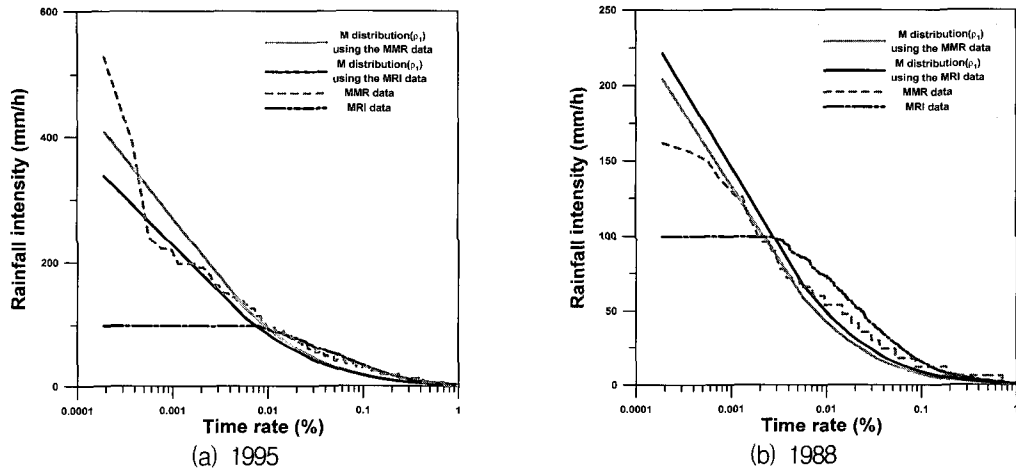 600
400
200
0
Rainfall intensity (mm/h)
M distribution(ρ₁)
using the MMR data
M distribution(ρ₁)
using the MRI data
MMR data
MRI data
0.0001
0.001
0.01
0.1
1
Time rate (%)
(a) 1995
250
200
150
100
50
0
Rainfall intensity (mm/h)
M distribution(ρ₁)
using the MMR data
M distribution(ρ₁)
using the MRI data
MMR data
MRI data
0.0001
0.001
0.01
0.1
1
Time rate (%)
(b) 1988